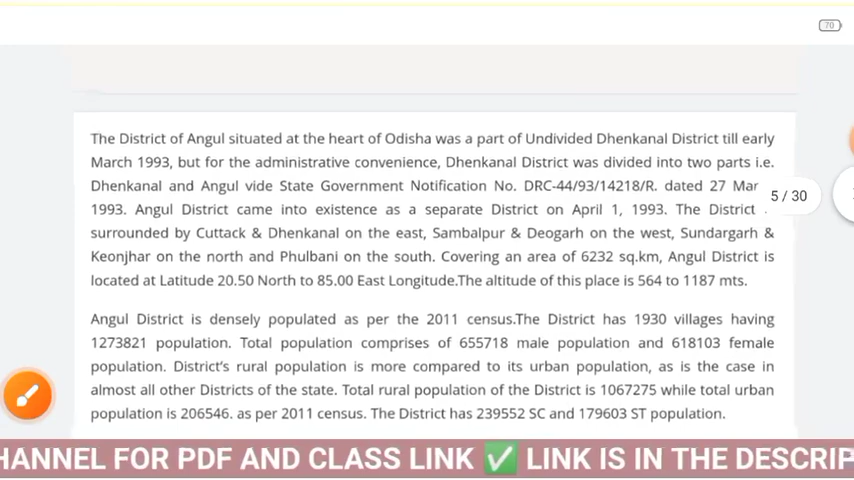 70
The District of Angul situated at the heart of Odisha was a part of Undivided Dhenkanal District till early
March 1993, but for the administrative convenience, Dhenkanal District was divided into two parts i.e.
Dhenkanal and Angul vide State Government Notification No. DRC-44/93/14218/R. dated 27 Mar
5 / 30
1993. Angul District came into existence as a separate District on April 1, 1993. The District
surrounded by Cuttack & Dhenkanal on the east, Sambalpur & Deogarh on the west, Sundargarh &
Keonjhar on the north and Phulbani on the south. Covering an area of 6232 sq.km, Angul District is
located at Latitude 20.50 North to 85.00 East Longitude.The altitude of this place is 564 to 1187 mts.
Angul District is densely populated as per the 2011 census.The District has 1930 villages having
1273821 population. Total population comprises of 655718 male population and 618103 female
population. District's rural population is more compared to its urban population, as is the case in
almost all other Districts of the state. Total rural population of the District is 1067275 while total urban
population is 206546. as per 2011 census. The District has 239552 SC and 179603 ST population.
HANNEL FOR PDF AND CLASS LINK ✅ LINK IS IN THE DESCRIP